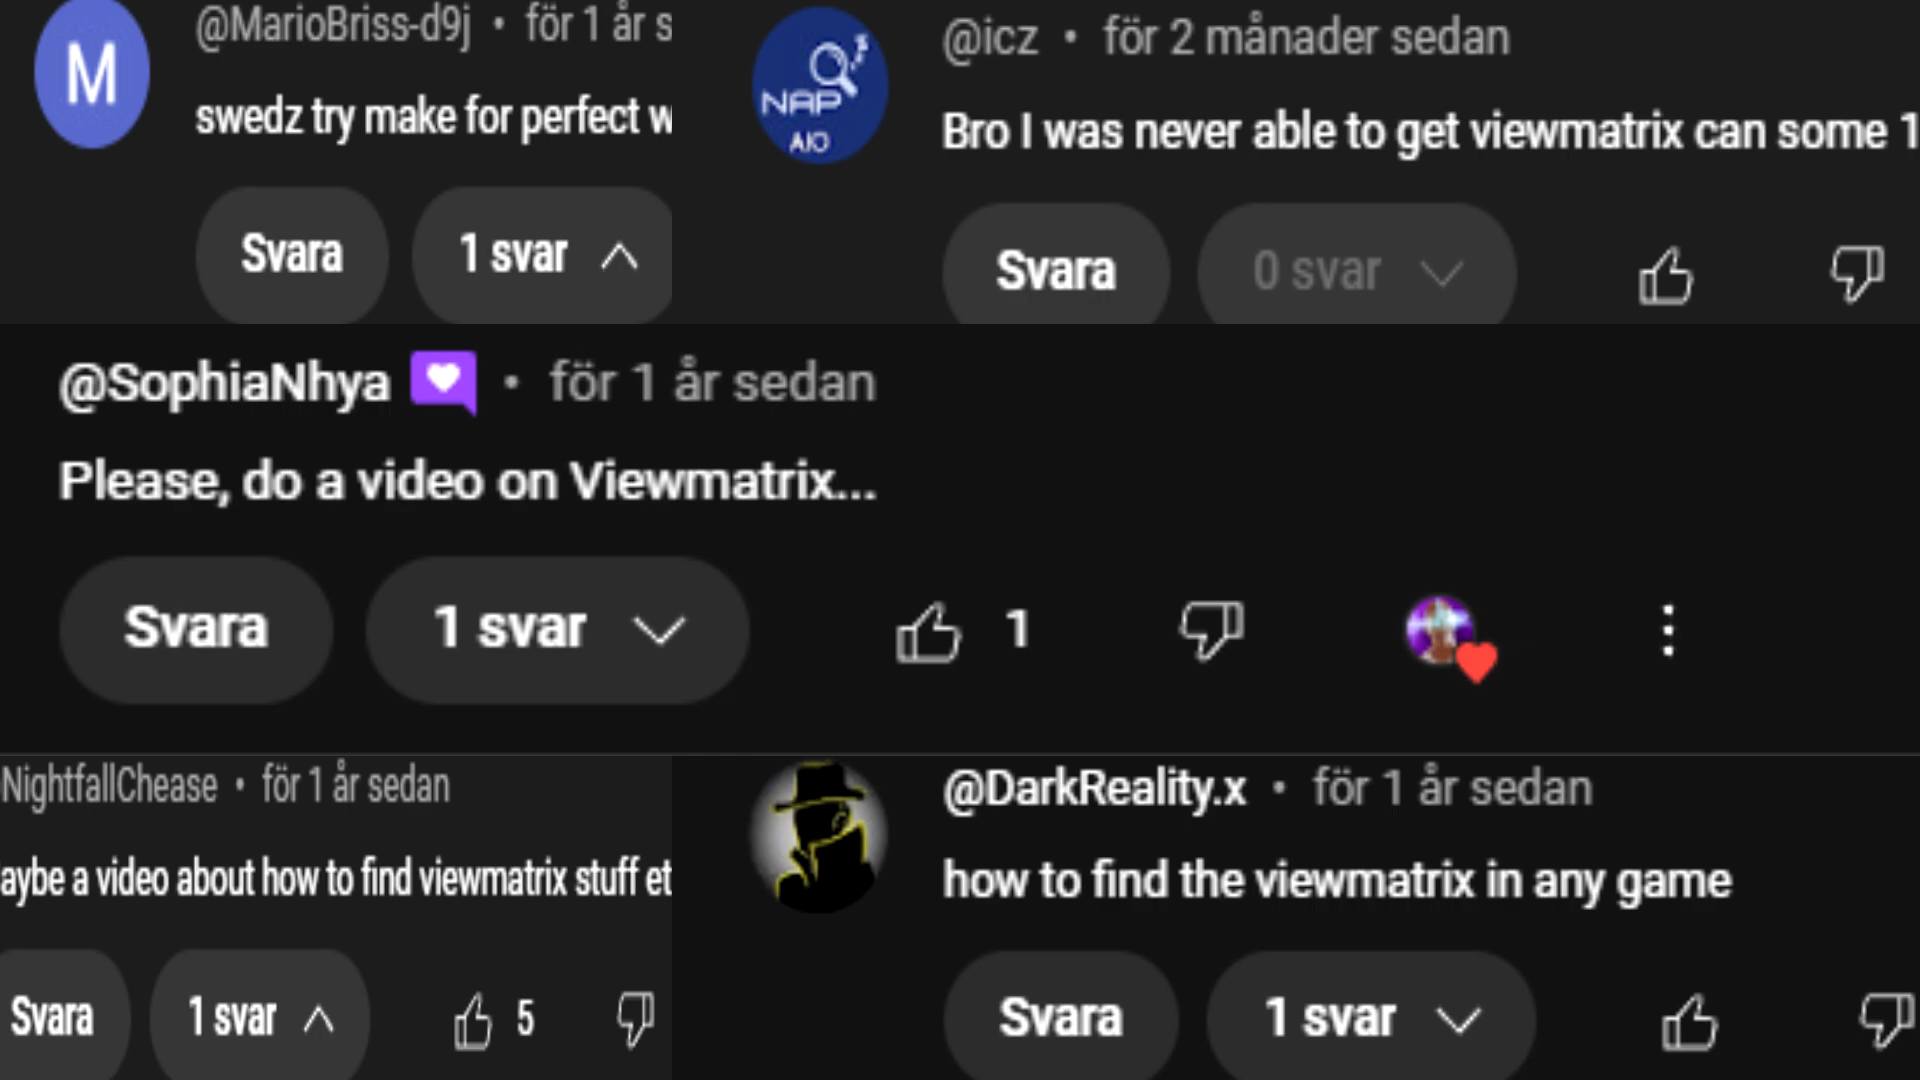 @MarioBriss-d9j • för 1 år s
swedz try make for perfect w
Svara
1 svar
NAP
AIO
@icz • för 2 månader sedan
Bro I was never able to get viewmatrix can some 1
Svara
0 svar
@SophiaNhya • för 1 år sedan
Please, do a video on Viewmatrix...
Svara
1 svar
1
NightfallChease • för 1 år sedan
aybe a video about how to find viewmatrix stuff et
Svara
1 svar
5
@DarkReality.x • för 1 år sedan
how to find the viewmatrix in any game
Svara
1 svar
M